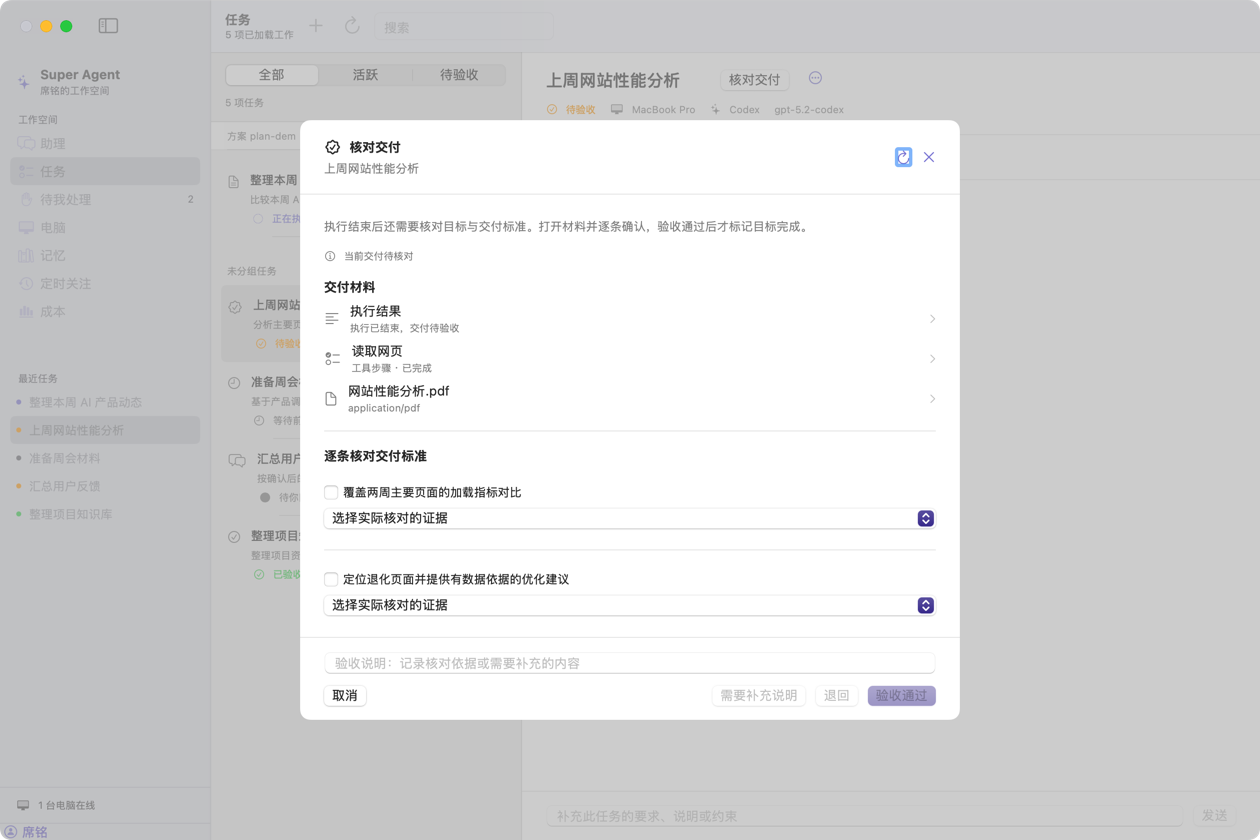 任务
5 项已加载工作
搜索
Super Agent
席铭的工作空间
工作空间
助理
任务
待我处理
2
电脑
记忆
定时关注
成本
最近任务
整理本周 AI 产品动态
上周网站性能分析
准备周会材料
汇总用户反馈
整理项目知识库
1 台电脑在线
席铭
全部
活跃
待验收
5 项任务
方案 plan-dem
整理本周
比较本周 A
正在执
未分组任务
上周网站
分析主要页
待验收
准备周会
基于产品调
等待前
汇总用户
按确认后
待你
整理项目
整理项目资
已验收
上周网站性能分析
核对交付
待验收
MacBook Pro
Codex
gpt-5.2-codex
核对交付
上周网站性能分析
执行结束后还需要核对目标与交付标准。打开材料并逐条确认，验收通过后才标记目标完成。
当前交付待核对
交付材料
执行结果
执行已结束，交付待验收
读取网页
工具步骤 · 已完成
网站性能分析.pdf
application/pdf
逐条核对交付标准
覆盖两周主要页面的加载指标对比
选择实际核对的证据
定位退化页面并提供有数据依据的优化建议
选择实际核对的证据
验收说明：记录核对依据或需要补充的内容
取消
需要补充说明
退回
验收通过
补充此任务的要求、说明或约束
发送